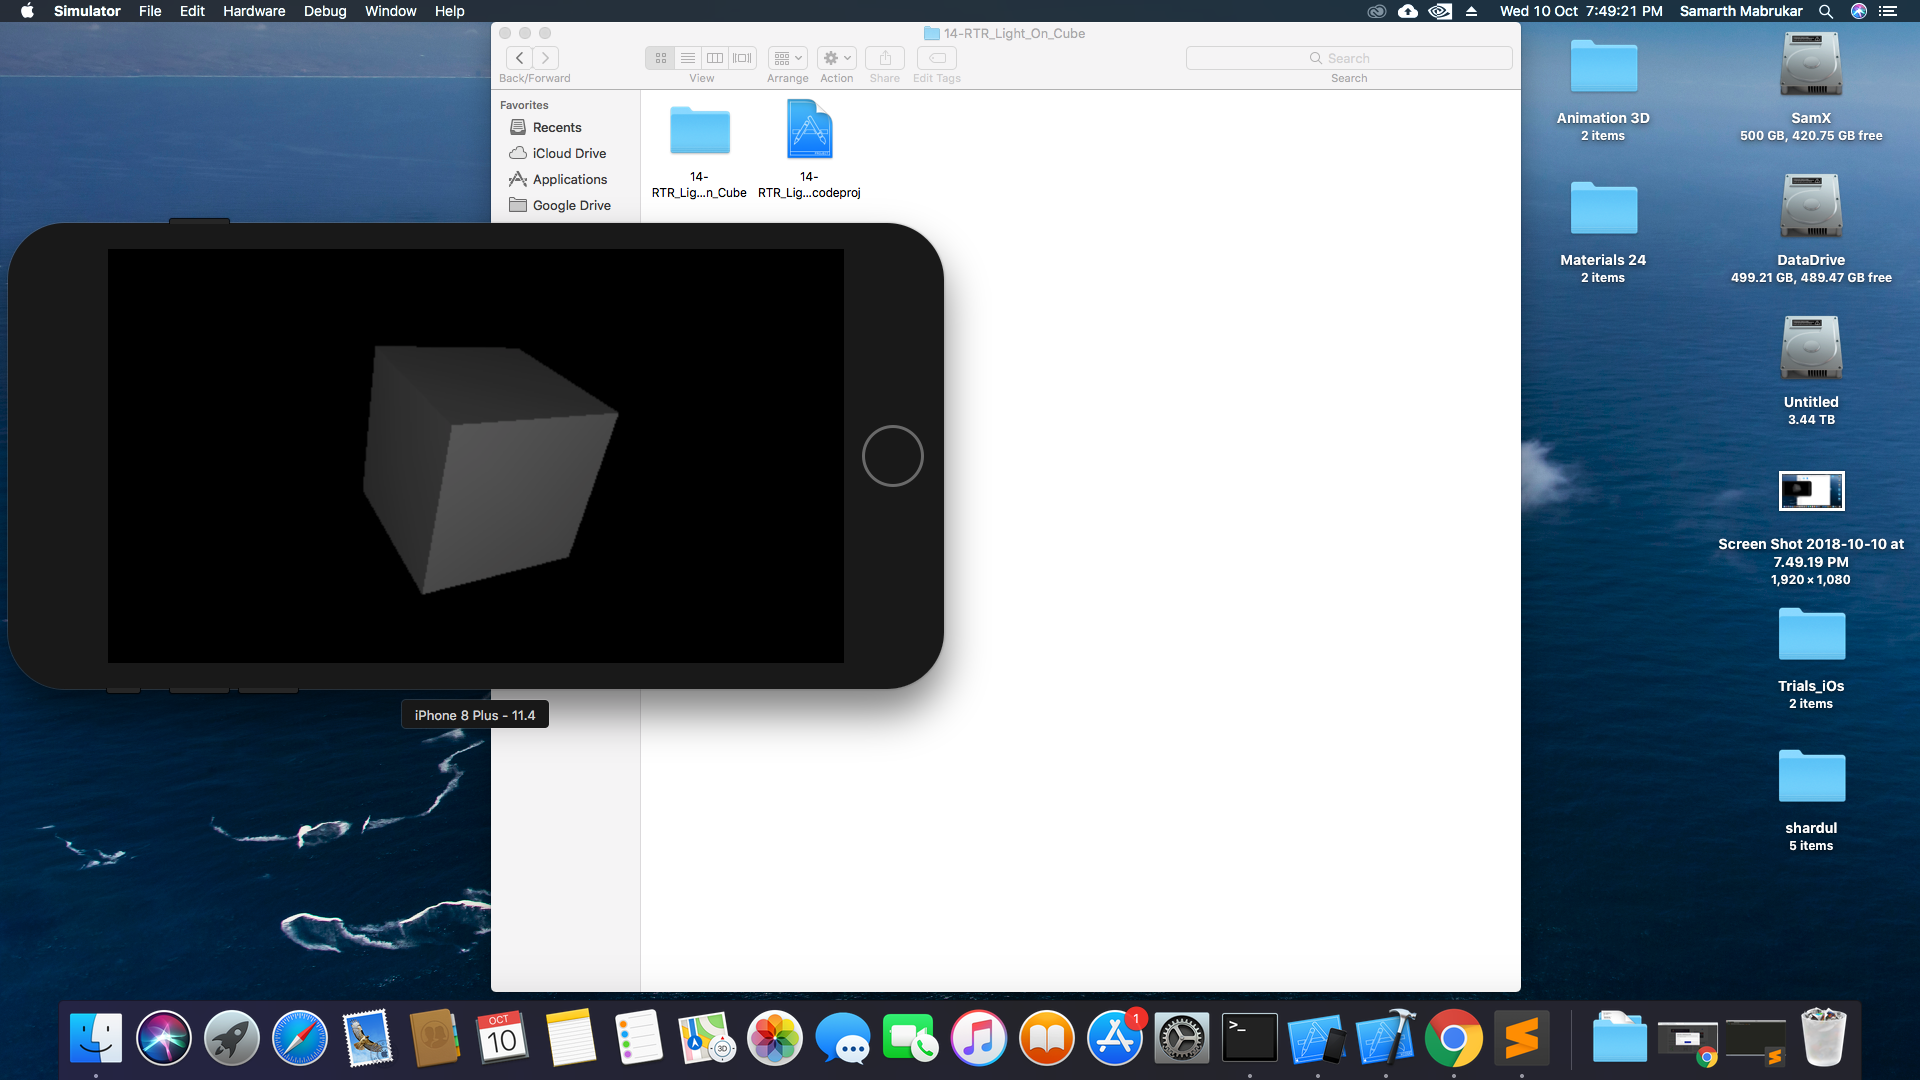 Simulator File Edit Hardware Debug Window Help
Wed 10 Oct 7:49:21 PM Samarth Mabrukar
14-RTR_Light_On_Cube
Search
Back/Forward View Arrange Action Share Edit Tags Search
Favorites
Recents
iCloud Drive
Applications
Google Drive
14-
RTR_Lig...n_Cube
14-
RTR_Lig...codeproj
PROJECT
iPhone 8 Plus - 11.4
Animation 3D
2 items
SamX
500 GB, 420.75 GB free
Materials 24
2 items
DataDrive
499.21 GB, 489.47 GB free
Untitled
3.44 TB
Screen Shot 2018-10-10 at
7.49.19 PM
1,920 × 1,080
Trials_iOs
2 items
shardul
5 items
OCT
10
3D
1
>_